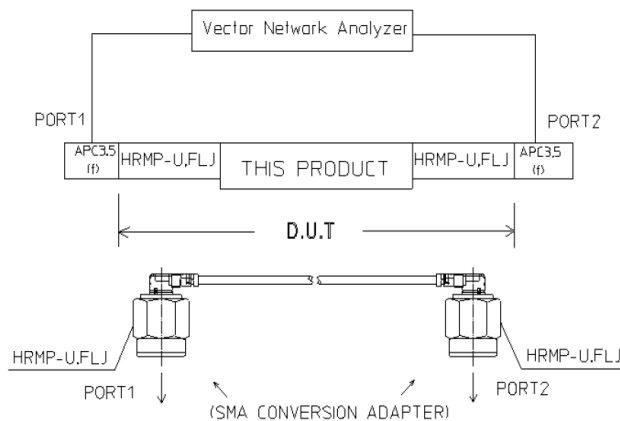 Vector Network Analyzer
PORT1
PORT2
APC3.5
(f)
HRMP-U.FLJ
THIS PRODUCT
HRMP-U.FLJ
APC3.5
(f)
D.U.T
HRMP-U.FLJ
HRMP-U.FLJ
PORT1
PORT2
(SMA CONVERSION ADAPTER)